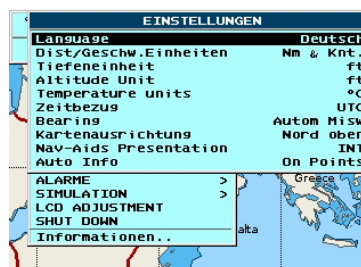 EINSTELLUNGEN
Language Deutsch
Dist/Geschw.Einheiten Nm & Knt.
Tiefeneinheit ft
Altitude Unit ft
Temperature units °C
Zeitbezug UTC
Bearing Autom Misw
Kartenausrichtung Nord oben
Nav-Aids Presentation INT
Auto Info On Points
ALARME >
SIMULATION >
LCD ADJUSTMENT
SHUT DOWN
Informationen..
Greece
alta